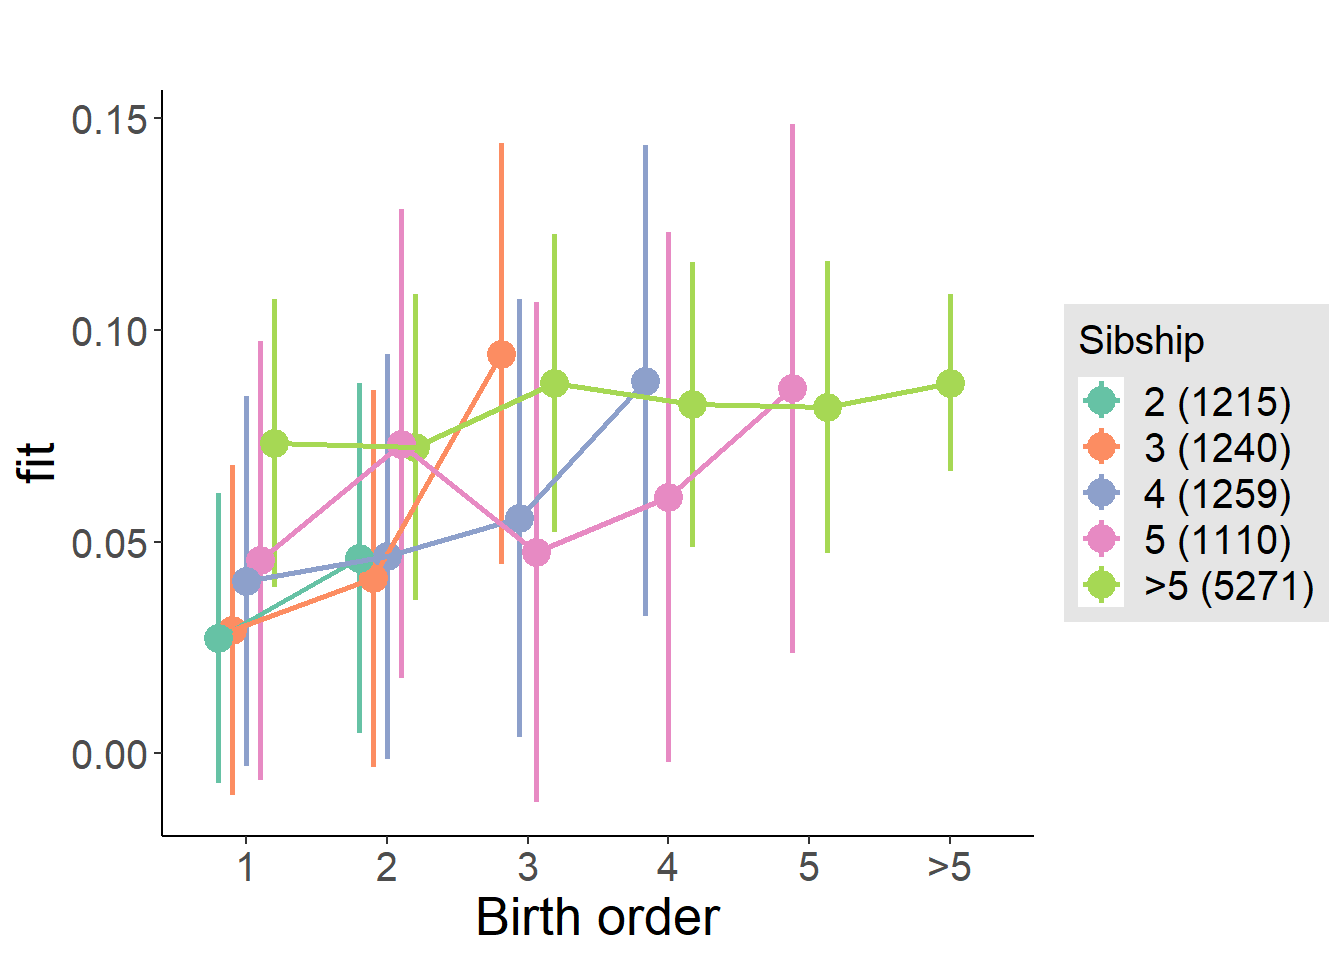 0.15
0.10
0.05
0.00
fit
1 2 3 4 5 >5
Birth order
Sibship
2 (1215)
3 (1240)
4 (1259)
5 (1110)
>5 (5271)